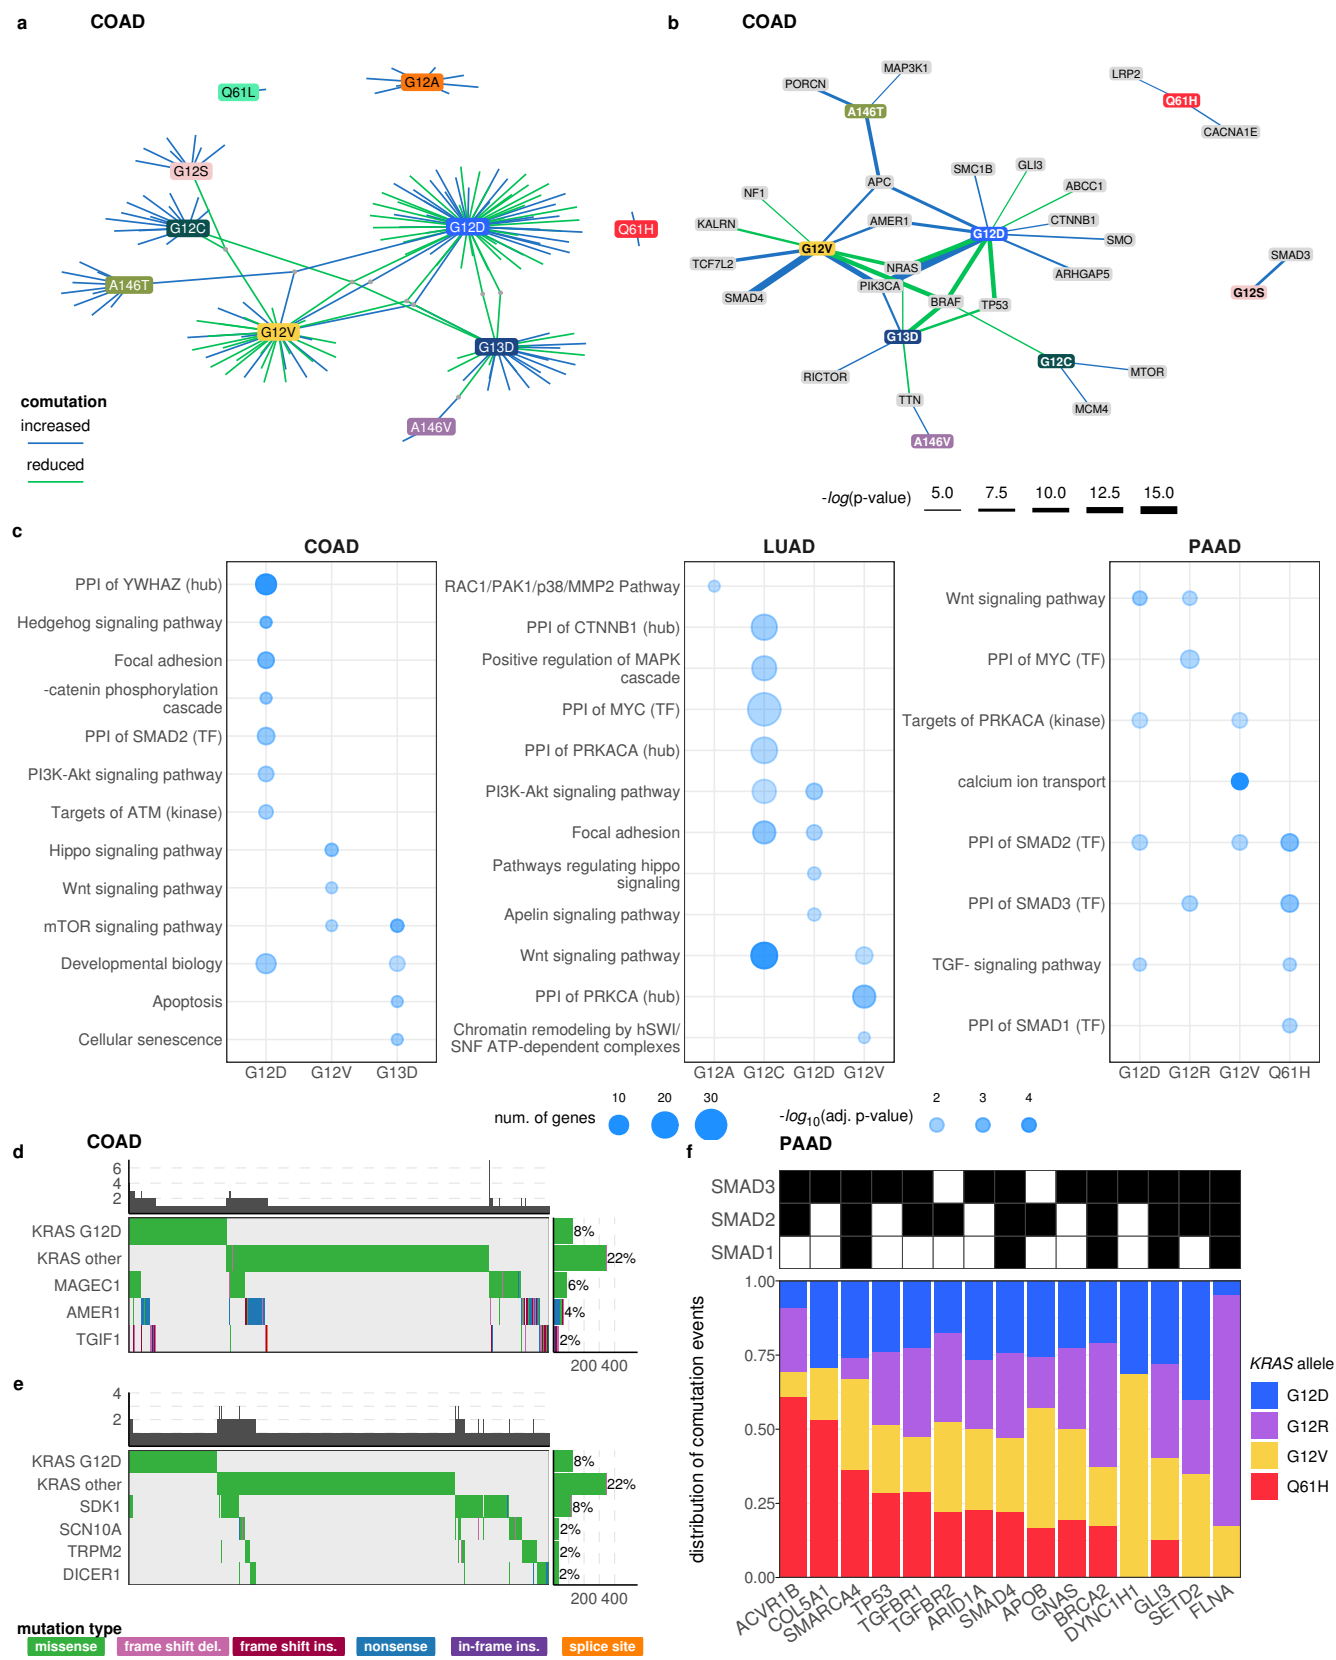 a
COAD
Q61L
G12A
G12S
G12C
G12D
Q61H
A146T
G12V
G13D
A146V
comutation
increased
reduced
b
COAD
MAP3K1
PORCN
A146T
LRP2
Q61H
CACNA1E
APC
SMC1B
GLI3
ABCC1
NF1
KALRN
AMER1
CTNNB1
G12D
SMO
G12V
TCF7L2
NRAS
ARHGAP5
SMAD3
PIK3CA
SMAD4
BRAF
TP53
G12S
G13D
G12C
RICTOR
MTOR
TTN
MCM4
A146V
-log(p-value)
5.0
7.5
10.0
12.5
15.0
c
COAD
PPI of YWHAZ (hub)
Hedgehog signaling pathway
Focal adhesion
-catenin phosphorylation
cascade
PPI of SMAD2 (TF)
PI3K-Akt signaling pathway
Targets of ATM (kinase)
Hippo signaling pathway
Wnt signaling pathway
mTOR signaling pathway
Developmental biology
Apoptosis
Cellular senescence
G12D G12V G13D
LUAD
RAC1/PAK1/p38/MMP2 Pathway
PPI of CTNNB1 (hub)
Positive regulation of MAPK
cascade
PPI of MYC (TF)
PPI of PRKACA (hub)
PI3K-Akt signaling pathway
Focal adhesion
Pathways regulating hippo
signaling
Apelin signaling pathway
Wnt signaling pathway
PPI of PRKCA (hub)
Chromatin remodeling by hSWI/
SNF ATP-dependent complexes
G12A G12C G12D G12V
PAAD
Wnt signaling pathway
PPI of MYC (TF)
Targets of PRKACA (kinase)
calcium ion transport
PPI of SMAD2 (TF)
PPI of SMAD3 (TF)
TGF- signaling pathway
PPI of SMAD1 (TF)
G12D G12R G12V Q61H
num. of genes
10
20
30
-log10(adj. p-value)
2
3
4
d
COAD
6
4
2
KRAS G12D
KRAS other
MAGEC1
AMER1
TGIF1
8%
22%
6%
4%
2%
200 400
e
4
2
KRAS G12D
KRAS other
SDK1
SCN10A
TRPM2
DICER1
8%
22%
8%
2%
2%
2%
200 400
mutation type
missense
frame shift del.
frame shift ins.
nonsense
in-frame ins.
splice site
f
PAAD
SMAD3
SMAD2
SMAD1
distribution of comutation events
1.00
0.75
0.50
0.25
0.00
ACVR1B
COL5A1
SMARCA4
TP53
TGFBR1
TGFBR2
ARID1A
SMAD4
APOB
GNAS
BRCA2
DYNC1H1
GLI3
SETD2
FLNA
KRAS allele
G12D
G12R
G12V
Q61H